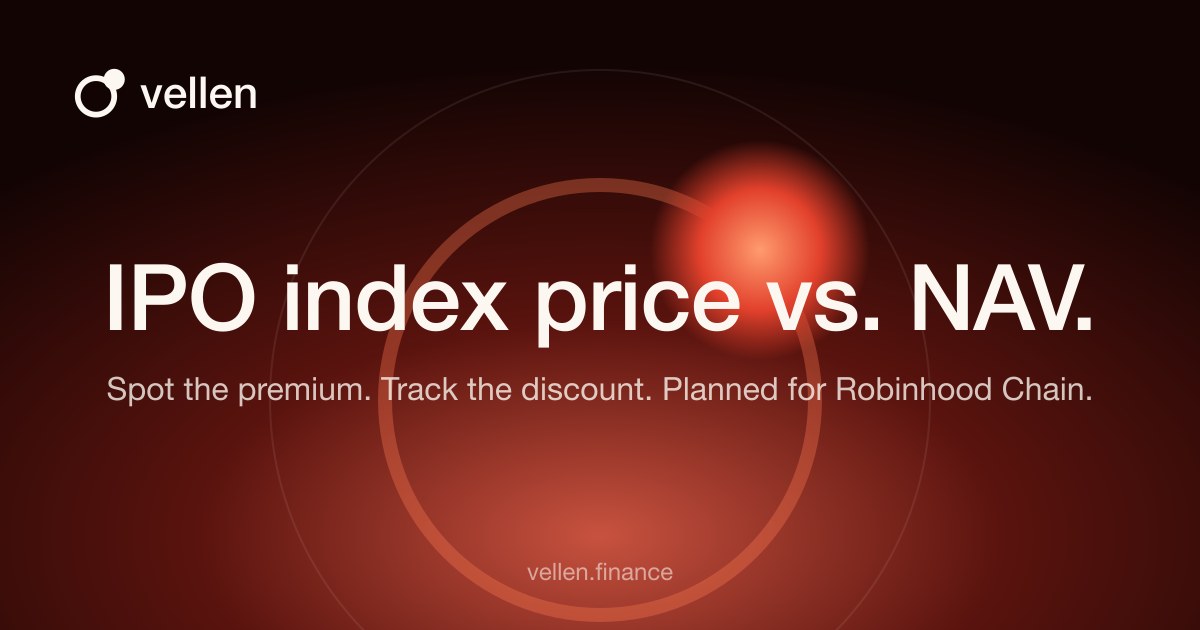 vellen
IPO index price vs. NAV.
Spot the premium. Track the discount. Planned for Robinhood Chain.
vellen.finance